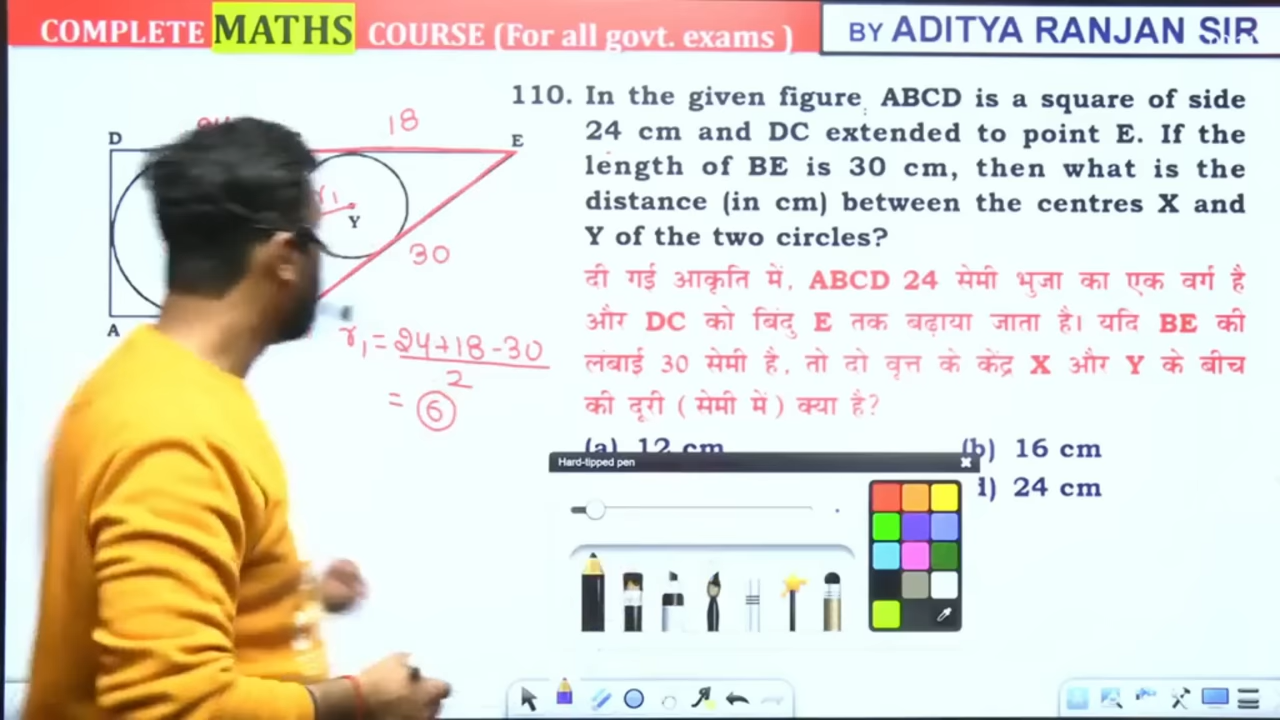 COMPLETE MATHS COURSE (For all govt. exams )
BY ADITYA RANJAN SIR
110. In the given figure, ABCD is a square of side
24 cm and DC extended to point E. If the
length of BE is 30 cm, then what is the
distance (in cm) between the centres X and
Y of the two circles?
दी गई आकृति में, ABCD 24 सेमी भुजा का एक वर्ग है
और DC को बिंदु E तक बढ़ाया जाता है। यदि BE की
लंबाई 30 सेमी है, तो दो वृत्त के केंद्र X और Y के बीच
की दूरी ( सेमी में ) क्या है?
(a) 12 cm
(b) 16 cm
24 cm
D
18
E
r₁
Y
30
A
r₁ = 24+18-30
2
= 6
Hard-tipped pen